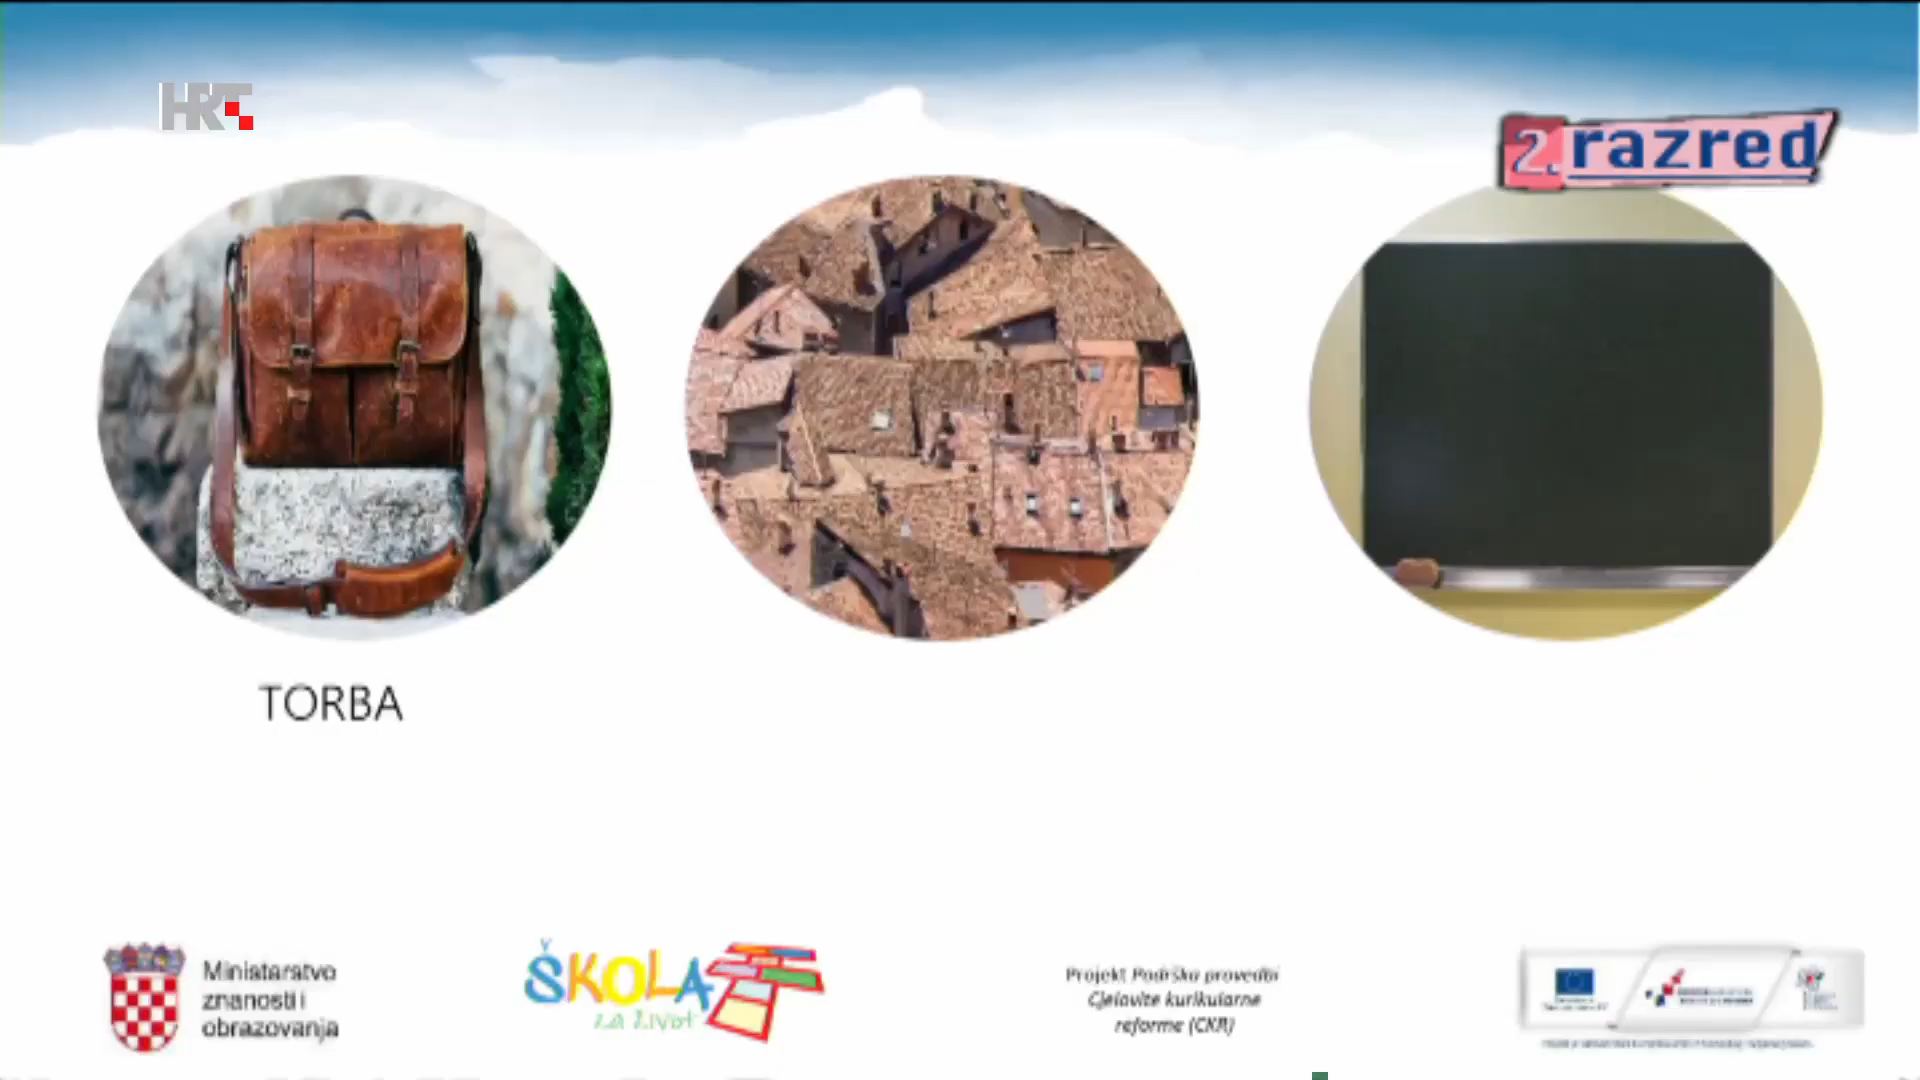 HRT
2. razred
TORBA
Ministarstvo
znanosti i
obrazovanja
ŠKOLA
ZA ŽIVOT
Projekt Podrška provedbi
Cjelovite kurikularne
reforme (CKR)